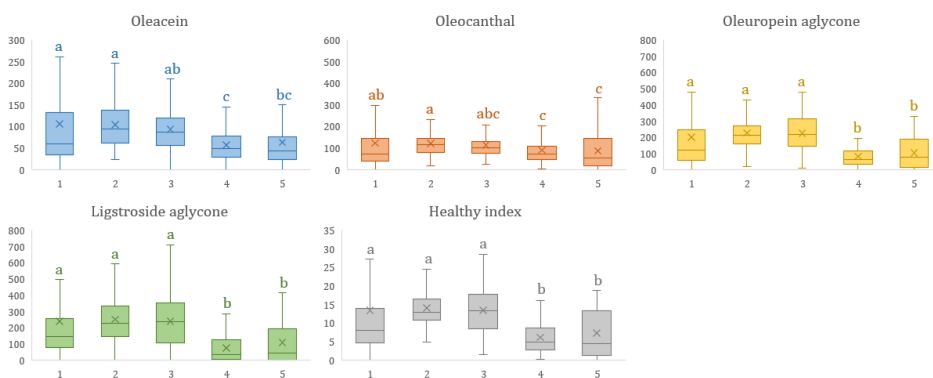 Oleacein
300
250
200
150
100
50
0
a
a
ab
c
bc
1 2 3 4 5
Oleocanthal
600
500
400
300
200
100
0
ab
a
abc
c
c
1 2 3 4 5
Oleuropein aglycone
800
700
600
500
400
300
200
100
0
a
a
a
b
b
1 2 3 4 5
Ligstroside aglycone
800
700
600
500
400
300
200
100
0
a
a
a
b
b
1 2 3 4 5
Healthy index
35
30
25
20
15
10
5
0
a
a
a
b
b
1 2 3 4 5